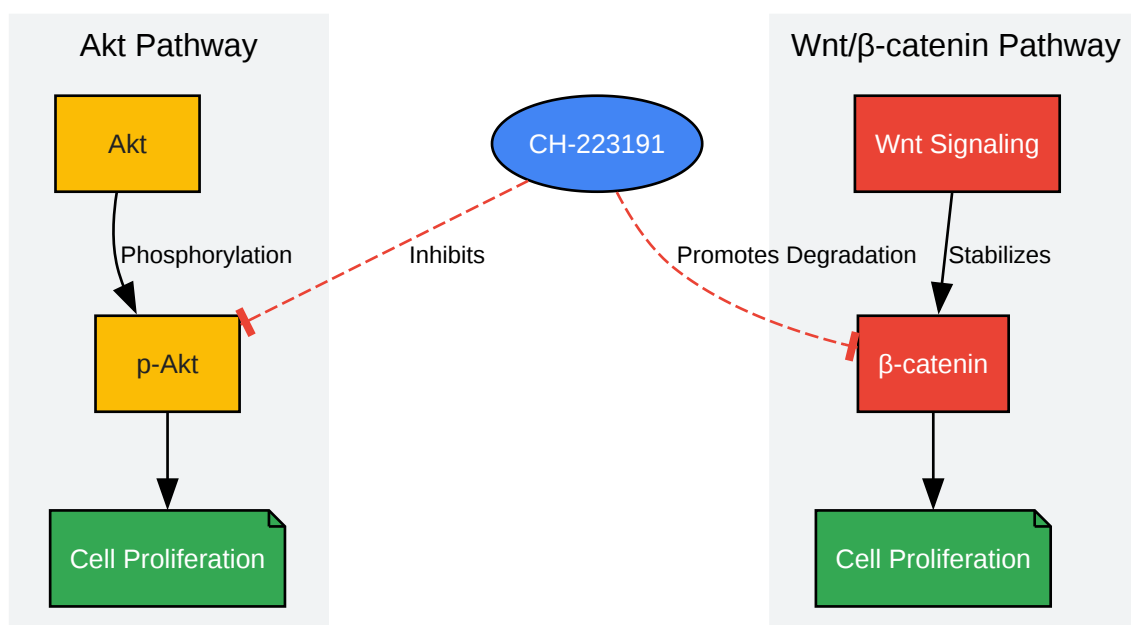 Akt Pathway
Wnt/β-catenin Pathway
Akt
CH-223191
Wnt Signaling
Phosphorylation
Inhibits
Promotes Degradation
Stabilizes
p-Akt
β-catenin
Cell Proliferation
Cell Proliferation